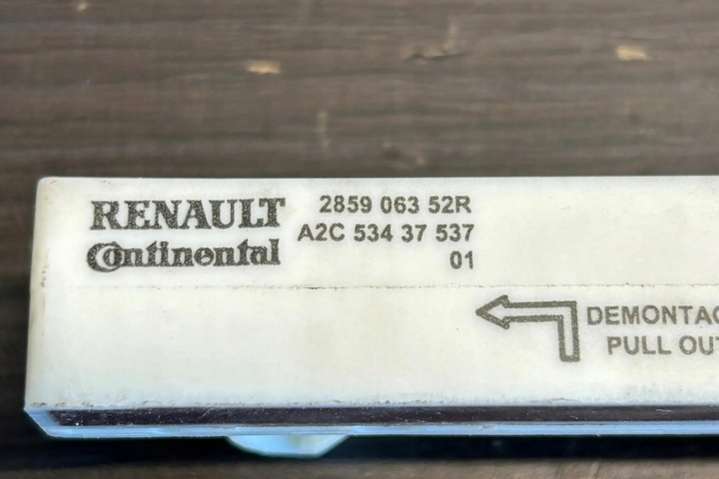 RENAULT 2859 063 52R
Continental A2C 534 37 537
01
DEMONTAG
PULL OUT